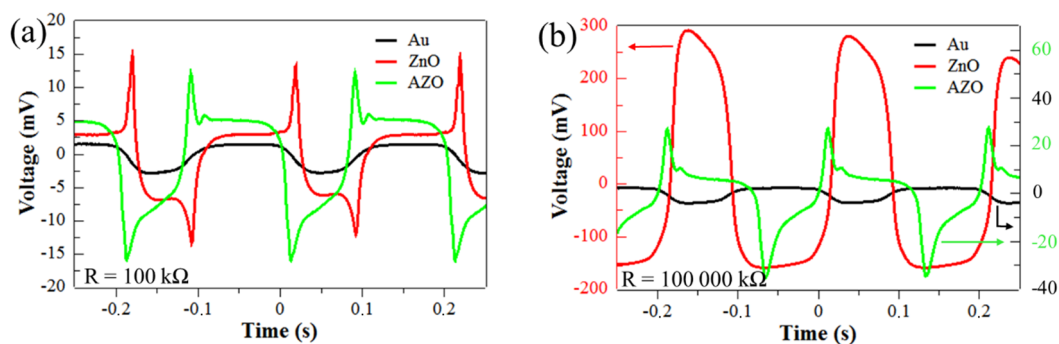 (a)
Voltage (mV)
20
15
10
5
0
-5
-10
-15
-20
Au
ZnO
AZO
R = 100 kΩ
-0.2
-0.1
0
0.1
0.2
Time (s)
(b)
Voltage (mV)
300
200
100
0
-100
-200
Au
ZnO
AZO
R = 100 000 kΩ
60
40
20
0
-20
-40
-0.2
-0.1
0
0.1
0.2
Time (s)